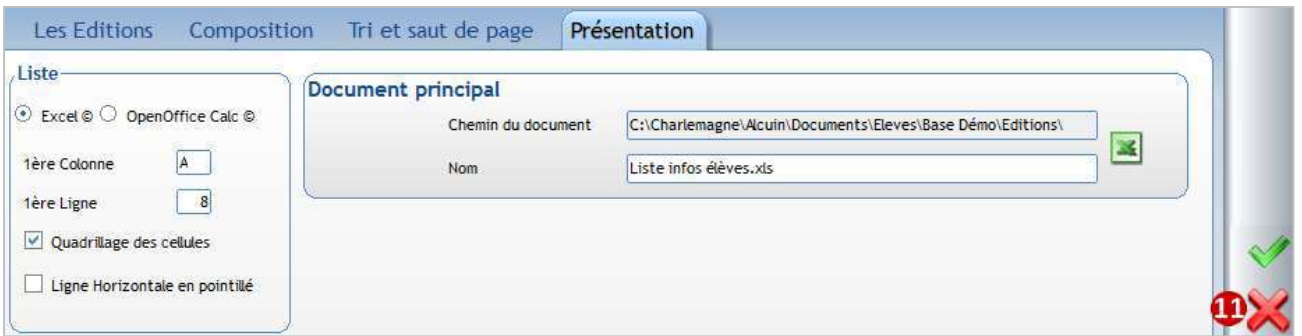 Les Editions Composition Tri et saut de page Présentation
Liste
Excel © OpenOffice Calc ©
1ère Colonne A
1ère Ligne 8
Quadrillage des cellules
Ligne Horizontale en pointillé
Document principal
Chemin du document C:\Charlemagne\Alcuin\Documents\Eleves\Base Démo\Editions\
Nom Liste infos élèves.xls
11